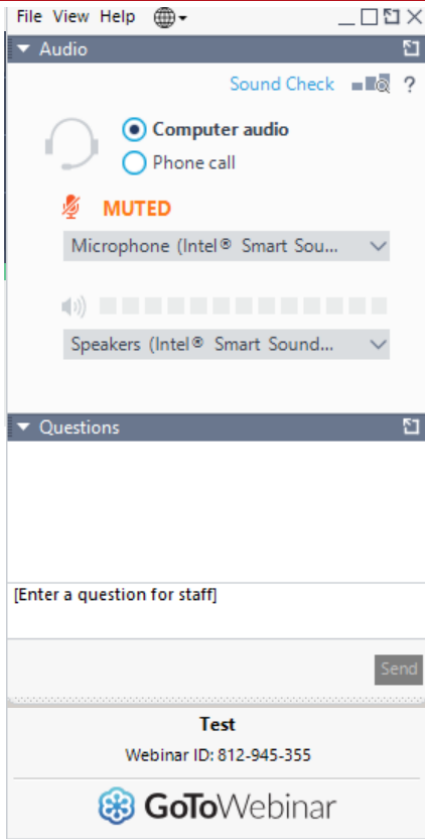 File View Help
Audio
Sound Check ?
Computer audio
Phone call
MUTED
Microphone (Intel® Smart Sou...
Speakers (Intel® Smart Sound...
Questions
[Enter a question for staff]
Send
Test
Webinar ID: 812-945-355
GoToWebinar